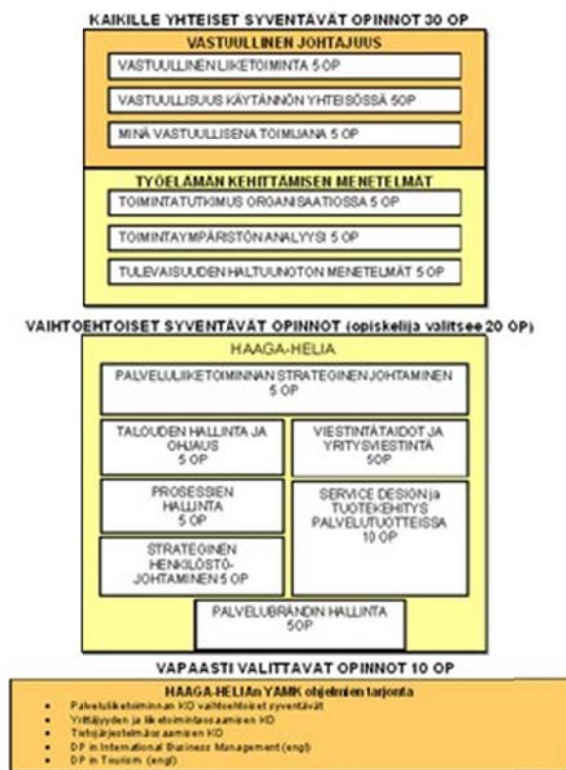 KAIKILLE YHTEISET SYVENTÄVÄT OPINNOT 30 OP
VASTUULLINEN JOHTAJUUS
VASTUULLINEN LIIKETOIMINTA 5 OP
VASTUULLISUUS KÄYTÄNNÖN YHTEISÖSSÄ 5OP
MINÄ VASTUULLISENA TOIMIJANA 5 OP
TYÖELÄMÄN KEHITTÄMISEN MENETELMÄT
TOIMINTATUTKIMUS ORGANISAATIOSSA 5 OP
TOIMINTAYMPÄRISTÖN ANALYYSI 5 OP
TULEVAISUUDEN HALTUUNOTON MENETELMÄT 5 OP
VAIHTOEHTOISET SYVENTÄVÄT OPINNOT (opiskelija valitsee 20 OP)
HAAGA-HELIA
PALVELULIIKETOIMINNAN STRATEGINEN JOHTAMINEN
5 OP
TALOUDEN HALLINTA JA
OHJAUS
5 OP
VIESTINTÄTAIDOT JA
YRITYSVIESTINTÄ
5OP
PROSESSIEN
HALLINTA
5 OP
SERVICE DESIGN ja
TUOTEKEHITYS
PALVELUTUOTTEISSA
10 OP
STRATEGINEN
HENKILÖSTÖ-
JOHTAMINEN 5 OP
PALVELUBRÄNDIN HALLINTA
5OP
VAPAASTI VALITTAVAT OPINNOT 10 OP
HAAGA-HELIAn YAMK ohjelmien tarjonta
• Palveluliiketoiminnan KO vaihtoehtoiset syventävät
• Yrittäjyyden ja liiketoimintaosaamisen KO
• Tietojärjestelmäosaamisen KO
• DP in International Business Management (engl)
• DP in Tourism (engl)